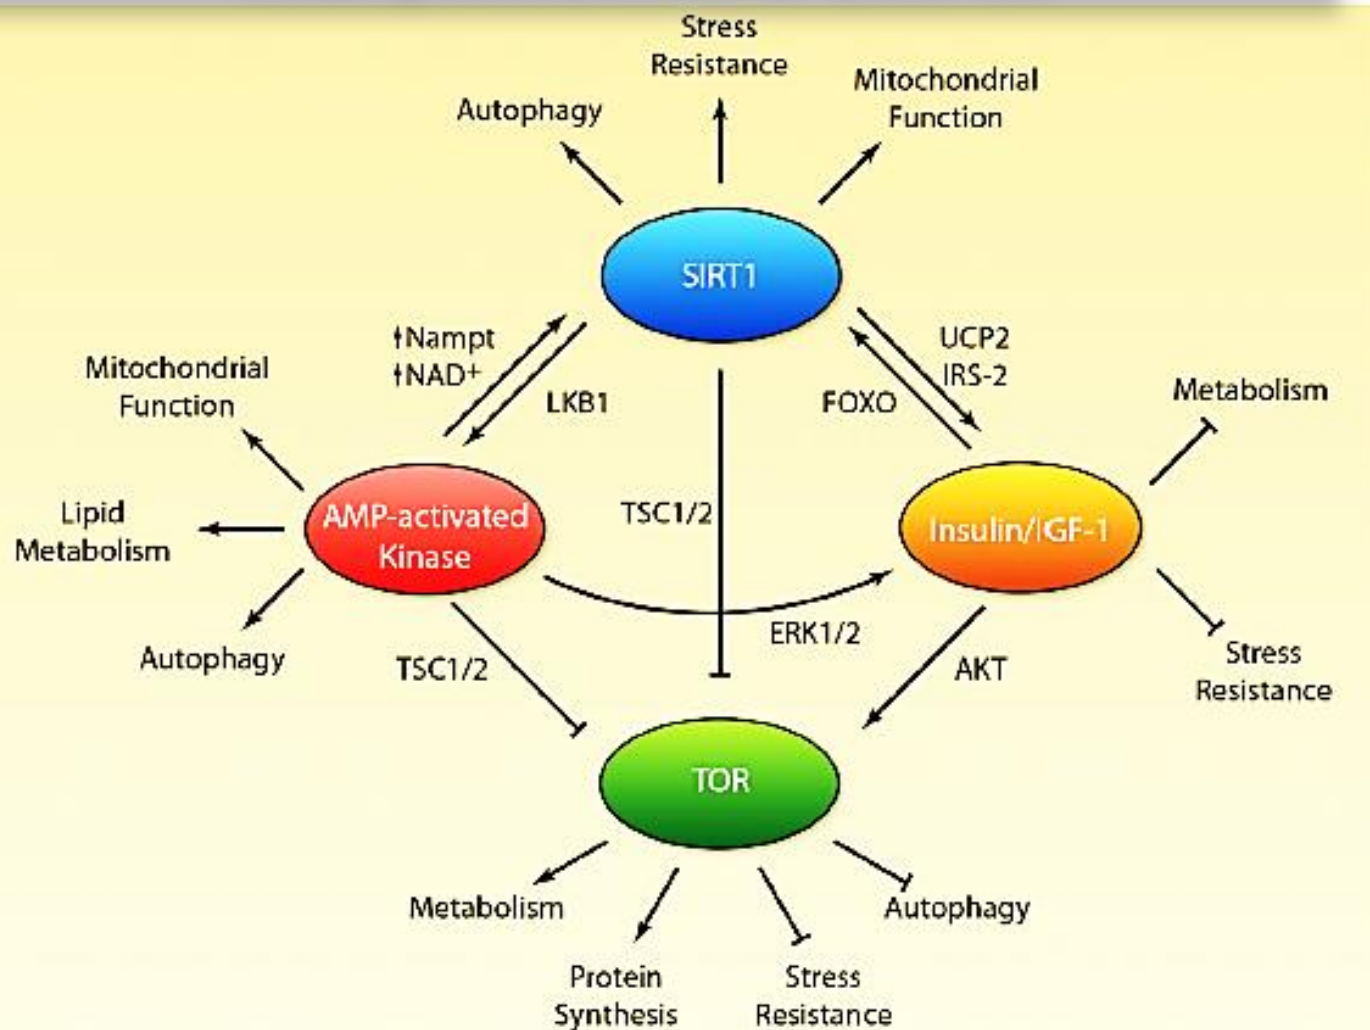 Stress
Resistance
Mitochondrial
Function
Autophagy
SIRT1
↑Nampt
↑NAD+
LKB1
UCP2
IRS-2
FOXO
Mitochondrial
Function
Metabolism
Lipid
Metabolism
AMP-activated
Kinase
TSC1/2
Insulin/IGF-1
Autophagy
TSC1/2
ERK1/2
AKT
Stress
Resistance
TOR
Metabolism
Autophagy
Protein
Synthesis
Stress
Resistance